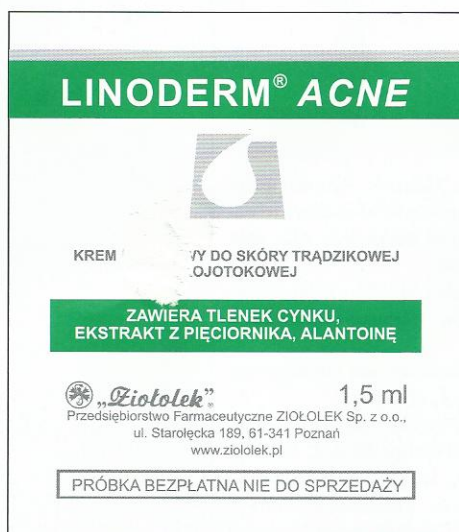 LINODERM® ACNE
KREM DO SKÓRY TRĄDZIKOWEJ
ZAWIERA TLENEK CYNKU,
EKSTRAKT Z PIĘCIORNIKA, ALANTOINĘ
„Ziołolek”
1,5 ml
Przedsiębiorstwo Farmaceutyczne ZIOŁOLEK Sp. z o.o.,
ul. Starołęcka 189, 61-341 Poznań
www.ziololek.pl
PRÓBKA BEZPŁATNA NIE DO SPRZEDAŻY